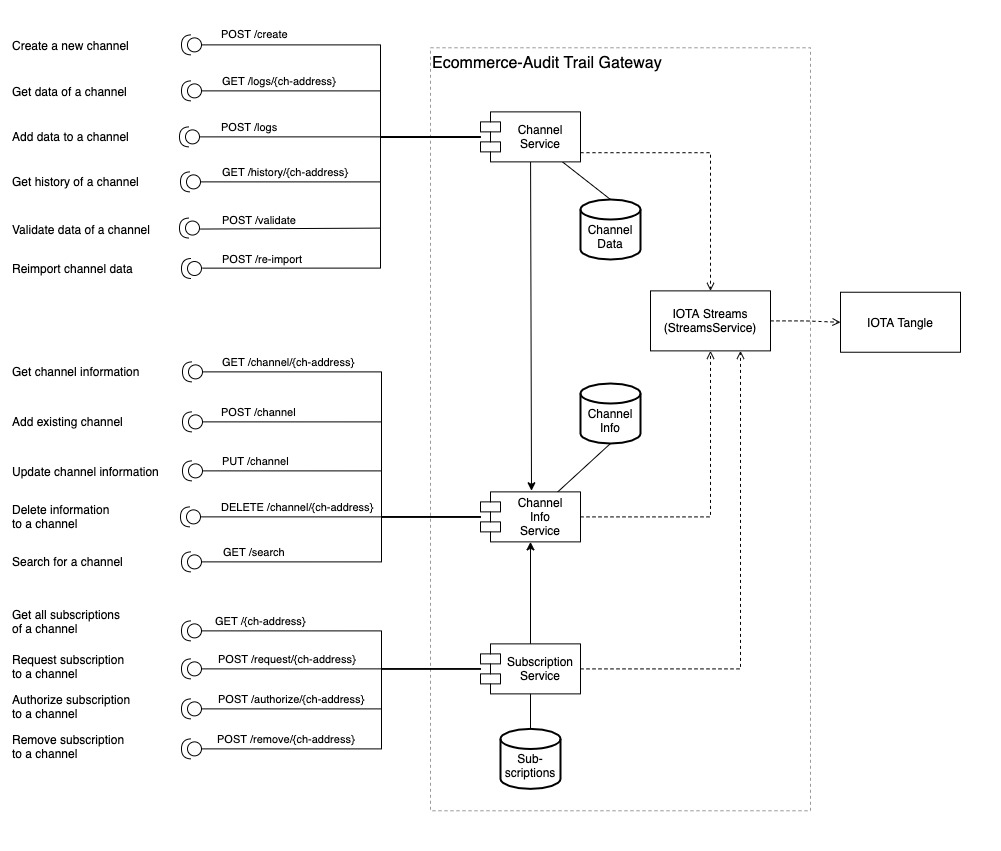 POST /create
Create a new channel
Ecommerce-Audit Trail Gateway
GET /logs/{ch-address}
Get data of a channel
POST /logs
Add data to a channel
Channel
Service
GET /history/{ch-address}
Get history of a channel
POST /validate
Validate data of a channel
Channel
Data
POST /re-import
Reimport channel data
IOTA Streams
(StreamsService)
IOTA Tangle
GET /channel/{ch-address}
Get channel information
POST /channel
Add existing channel
Channel
Info
PUT /channel
Update channel information
DELETE /channel/{ch-address}
Delete information
to a channel
Channel
Info
Service
GET /search
Search for a channel
Get all subscriptions
of a channel
GET /{ch-address}
Request subscription
to a channel
POST /request/{ch-address}
Subscription
Service
Authorize subscription
to a channel
POST /authorize/{ch-address}
Remove subscription
to a channel
POST /remove/{ch-address}
Sub-
scriptions